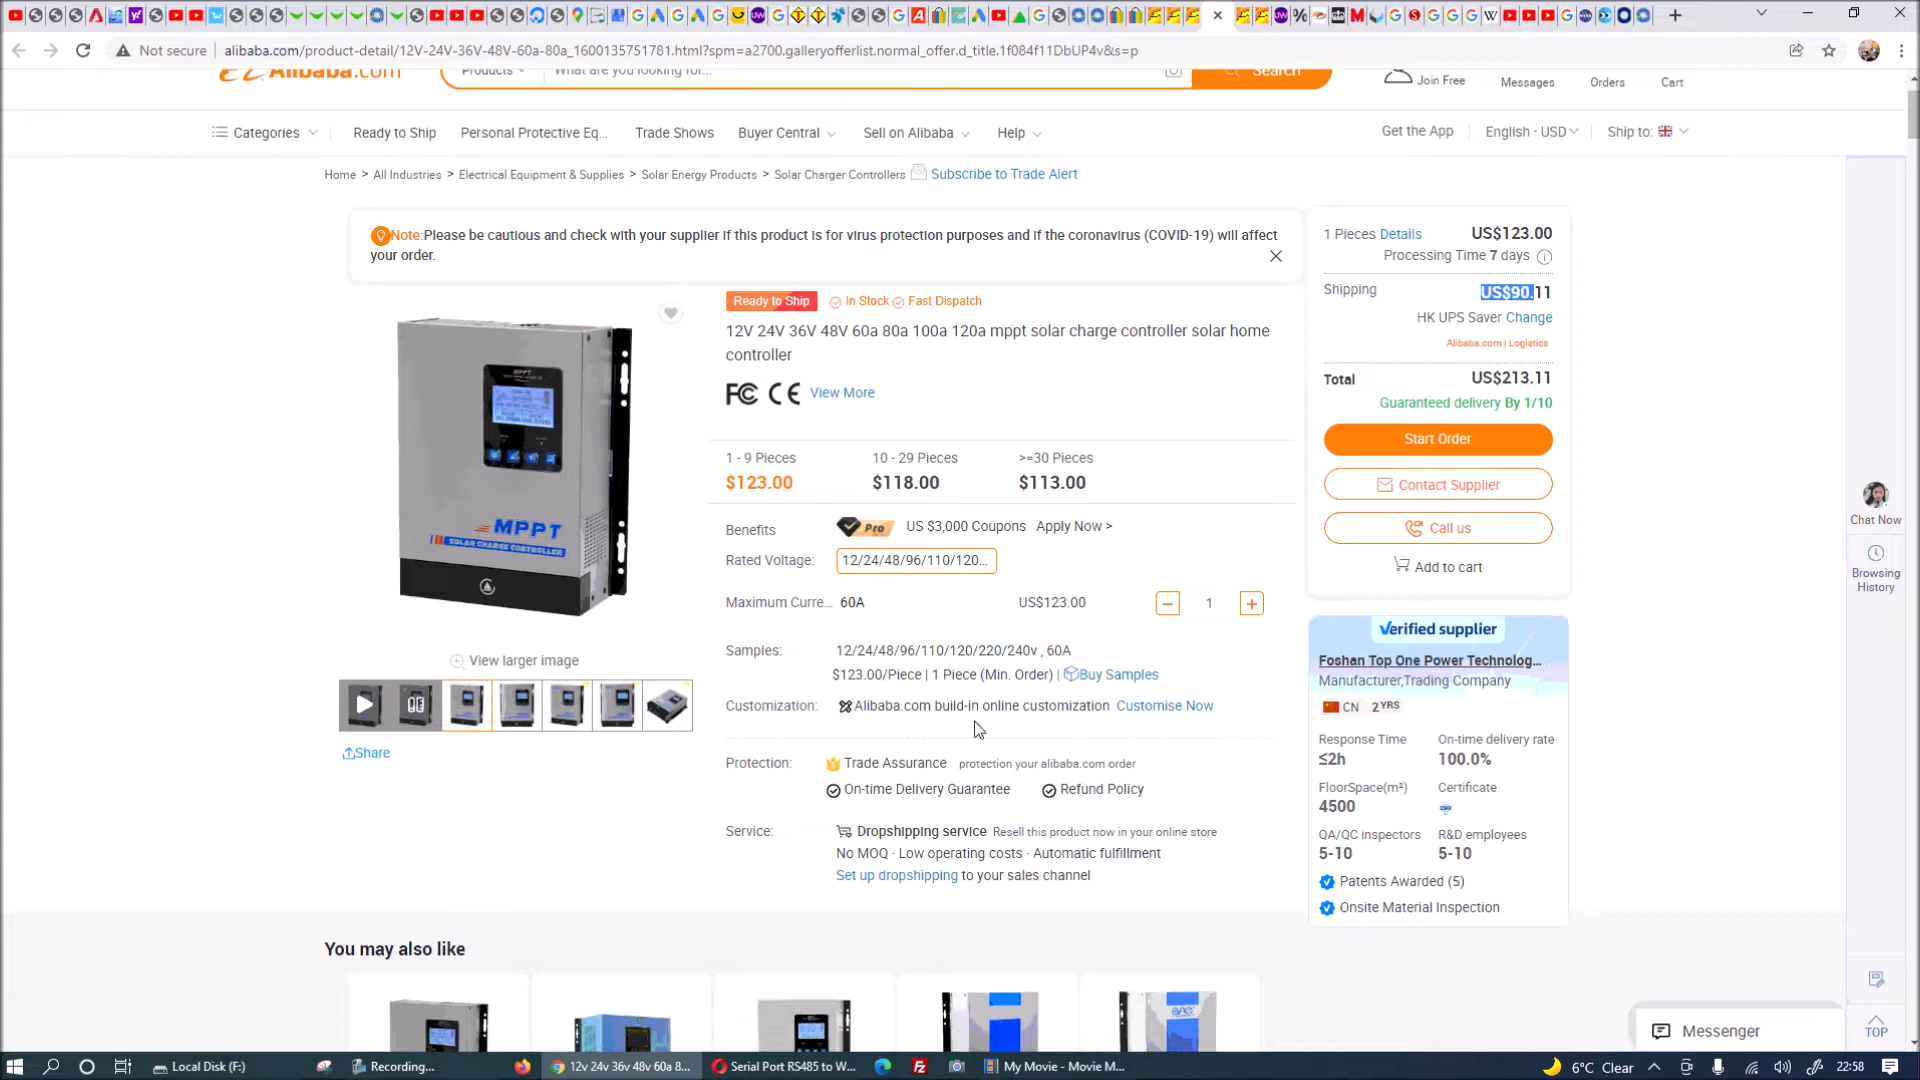 Not secure
alibaba.com/product-detail/12V-24V-36V-48V-60a-80a_1600135751781.html?spm=a2700.galleryofferlist.normal_offer.d_title.1f084f11DbUP4v&s=p
Alibaba.com
Products
What are you looking for...
Search
Join Free
Messages
Orders
Cart
Categories
Ready to Ship
Personal Protective Eq...
Trade Shows
Buyer Central
Sell on Alibaba
Help
Get the App
English - USD
Ship to:
Home > All Industries > Electrical Equipment & Supplies > Solar Energy Products > Solar Charger Controllers
Subscribe to Trade Alert
Note:Please be cautious and check with your supplier if this product is for virus protection purposes and if the coronavirus (COVID-19) will affect
your order.
Ready to Ship
In Stock
Fast Dispatch
12V 24V 36V 48V 60a 80a 100a 120a mppt solar charge controller solar home
controller
FC CE View More
1 - 9 Pieces
10 - 29 Pieces
>=30 Pieces
$123.00
$118.00
$113.00
Benefits
Pro
US $3,000 Coupons
Apply Now >
Rated Voltage:
12/24/48/96/110/120...
Maximum Curre...
60A
US$123.00
1
Samples:
12/24/48/96/110/120/220/240v , 60A
$123.00/Piece | 1 Piece (Min. Order) | Buy Samples
Customization:
Alibaba.com build-in online customization
Customise Now
Protection:
Trade Assurance
protection your alibaba.com order
On-time Delivery Guarantee
Refund Policy
Service:
Dropshipping service
Resell this product now in your online store
No MOQ · Low operating costs · Automatic fulfillment
Set up dropshipping to your sales channel
MPPT
MPPT
SOLAR CHARGE CONTROLLER
View larger image
Share
1 Pieces Details
US$123.00
Processing Time 7 days
Shipping
US$90.11
HK UPS Saver Change
Alibaba.com | Logistics
Total
US$213.11
Guaranteed delivery By 1/10
Start Order
Contact Supplier
Call us
Add to cart
Verified supplier
Foshan Top One Power Technolog...
Manufacturer,Trading Company
CN 2YRS
Response Time
On-time delivery rate
≤2h
100.0%
FloorSpace(m²)
Certificate
4500
ISO
QA/QC inspectors
R&D employees
5-10
5-10
Patents Awarded (5)
Onsite Material Inspection
Chat Now
Browsing
History
You may also like
Messenger
TOP
Local Disk (F:)
Recording...
12v 24v 36v 48v 60a 8...
Serial Port RS485 to W...
My Movie - Movie M...
6°C Clear
22:58